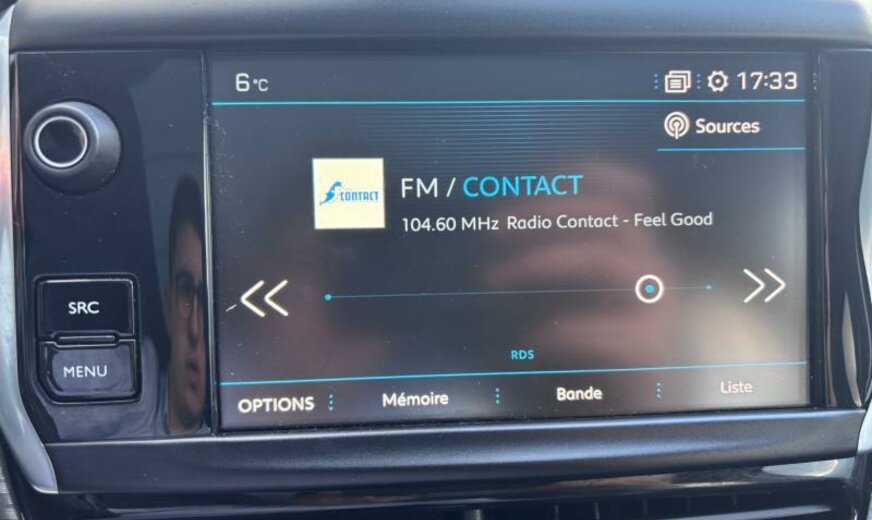 6°C 17:33
Sources
CONTACT
FM / CONTACT
104.60 MHz Radio Contact - Feel Good
SRC
MENU
RDS
OPTIONS Mémoire Bande Liste